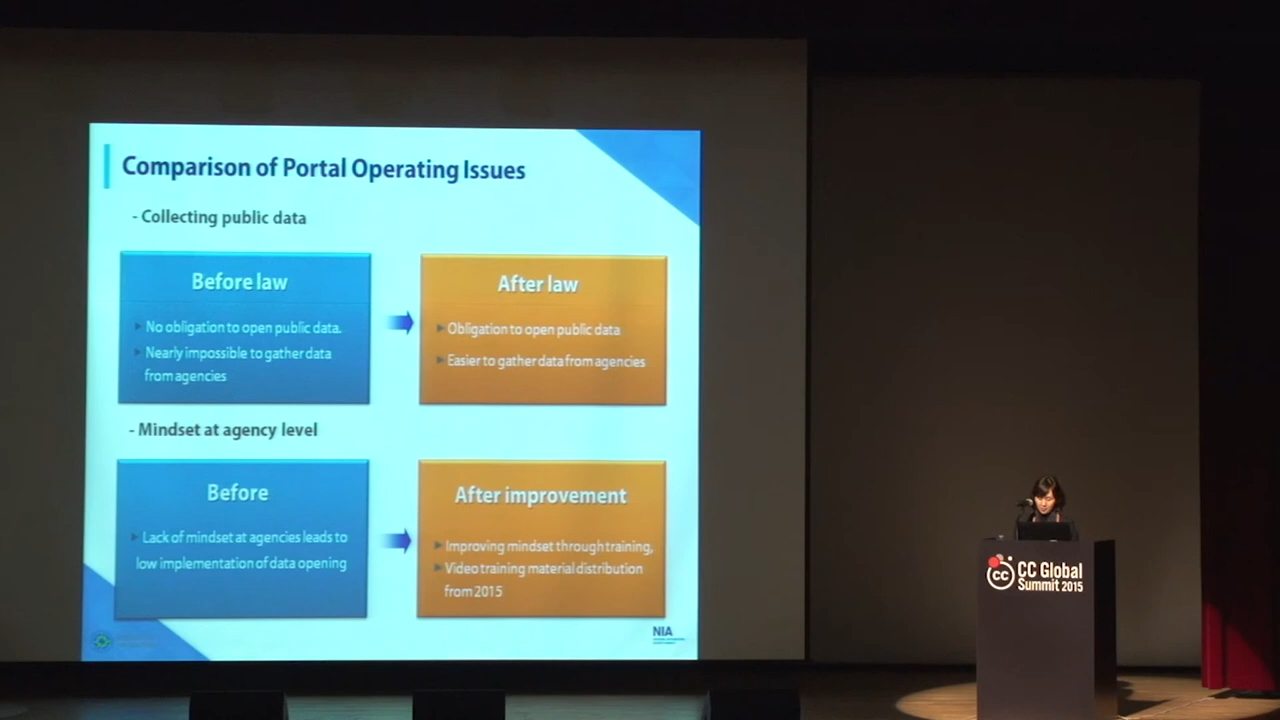 Comparison of Portal Operating Issues
- Collecting public data
Before law
No obligation to open public data.
Nearly impossible to gather data
from agencies
After law
Obligation to open public data
Easier to gather data from agencies
- Mindset at agency level
Before
Lack of mindset at agencies leads to
low implementation of data opening
After improvement
Improving mindset through training,
Video training material distribution
from 2015
NIA
cc
CC Global
Summit 2015